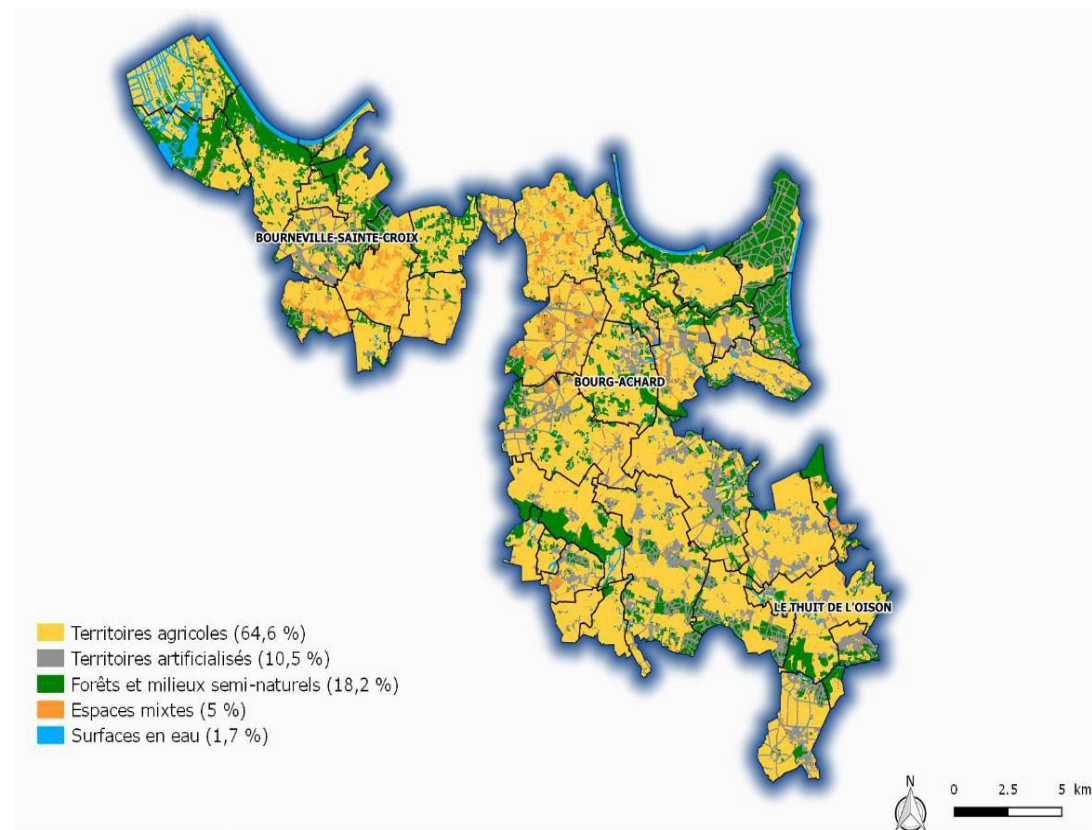 BOURNEVILLE-SAINTE-CROIX
BOURG-ACHARD
LE THUIT DE L'OISON
Territoires agricoles (64,6 %)
Territoires artificialisés (10,5 %)
Forêts et milieux semi-naturels (18,2 %)
Espaces mixtes (5 %)
Surfaces en eau (1,7 %)
N
0 2.5 5 km